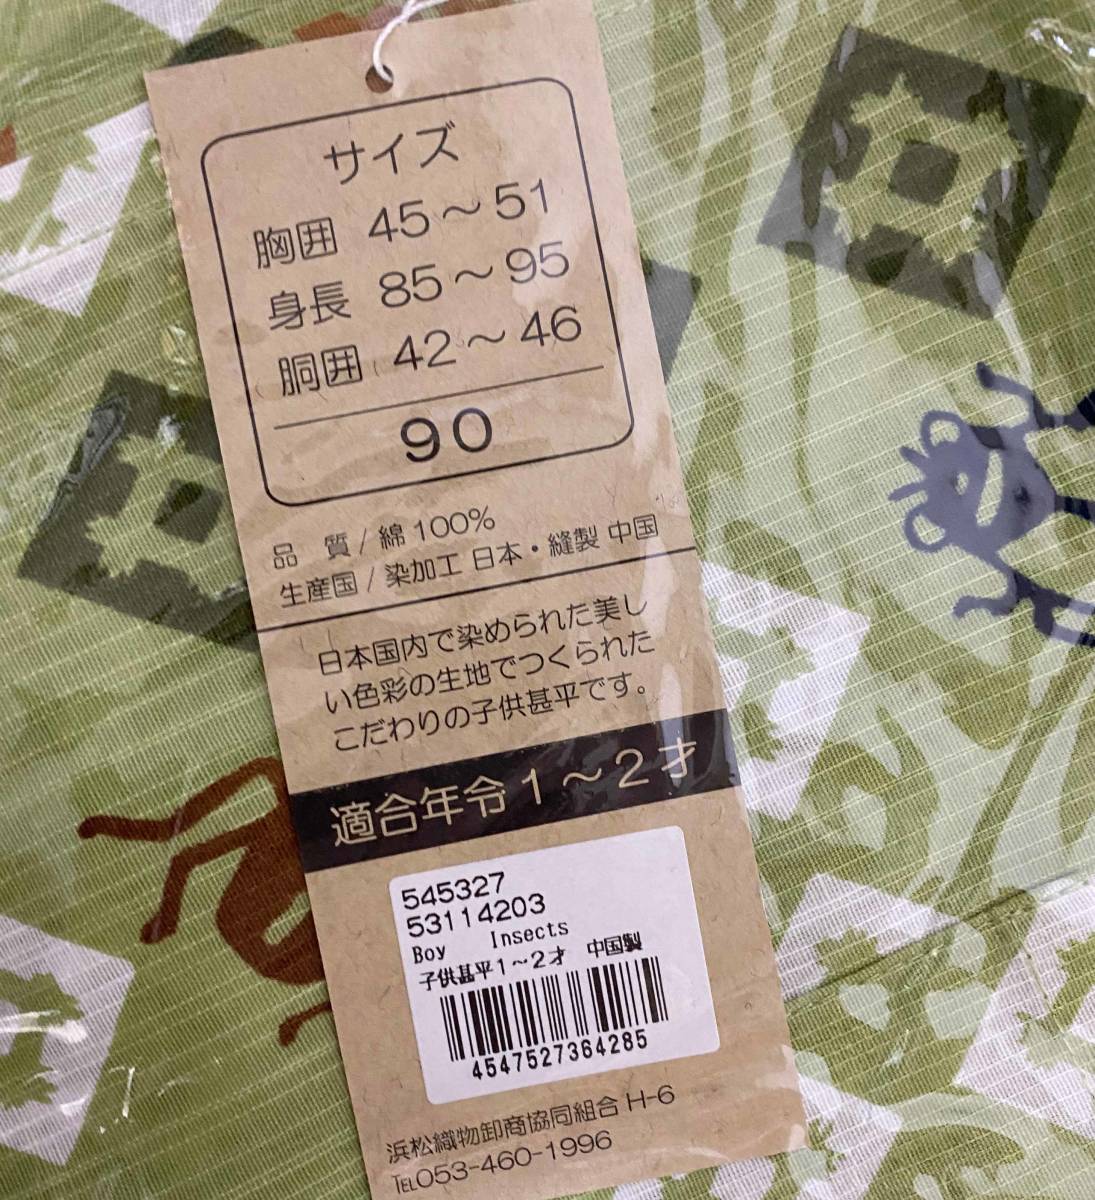 サイズ
胸囲 45～51
身長 85～95
胴囲 42～46
90
品 質/綿100%
生産国/染加工 日本・縫製 中国
日本国内で染められた美し
い色彩の生地でつくられた
こだわりの子供甚平です。
適合年令1～2才
545327
53114203
Boy Insects
子供甚平1～2才 中国製
4547527364285
浜松織物卸商協同組合 H-6
TEL053-460-1996